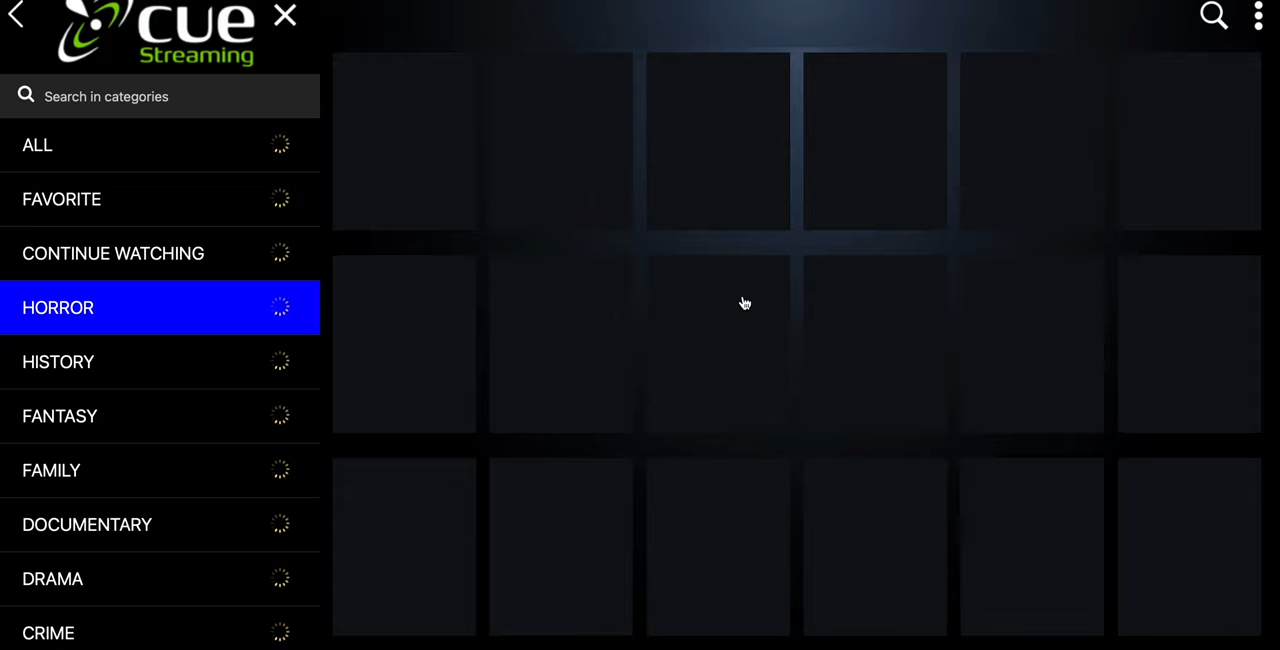 cue
Streaming
Search in categories
ALL
FAVORITE
CONTINUE WATCHING
HORROR
HISTORY
FANTASY
FAMILY
DOCUMENTARY
DRAMA
CRIME